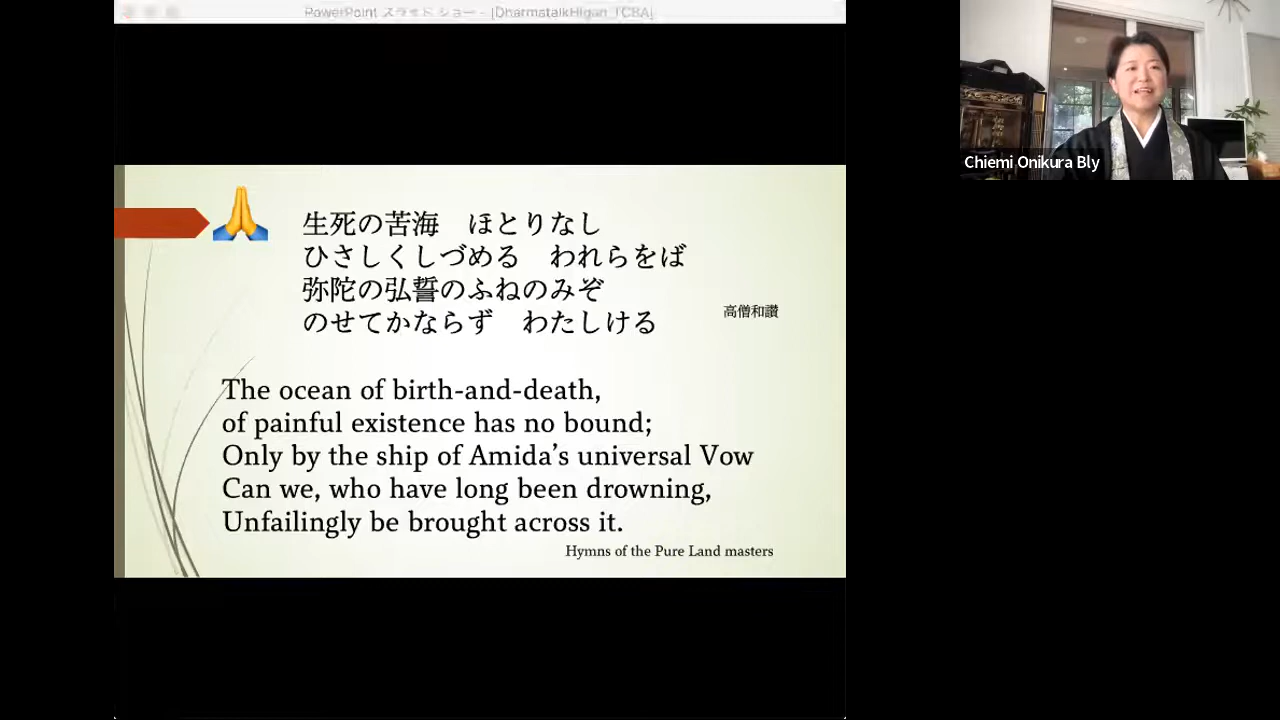 PowerPoint スライド ショー - [DharmatalkHigan_TCBA]
生死の苦海　ほとりなし
ひさしくしづめる　われらをば
弥陀の弘誓のふねのみぞ
のせてかならず　わたしける
高僧和讃
The ocean of birth-and-death,
of painful existence has no bound;
Only by the ship of Amida’s universal Vow
Can we, who have long been drowning,
Unfailingly be brought across it.
Hymns of the Pure Land masters
Chiemi Onikura Bly